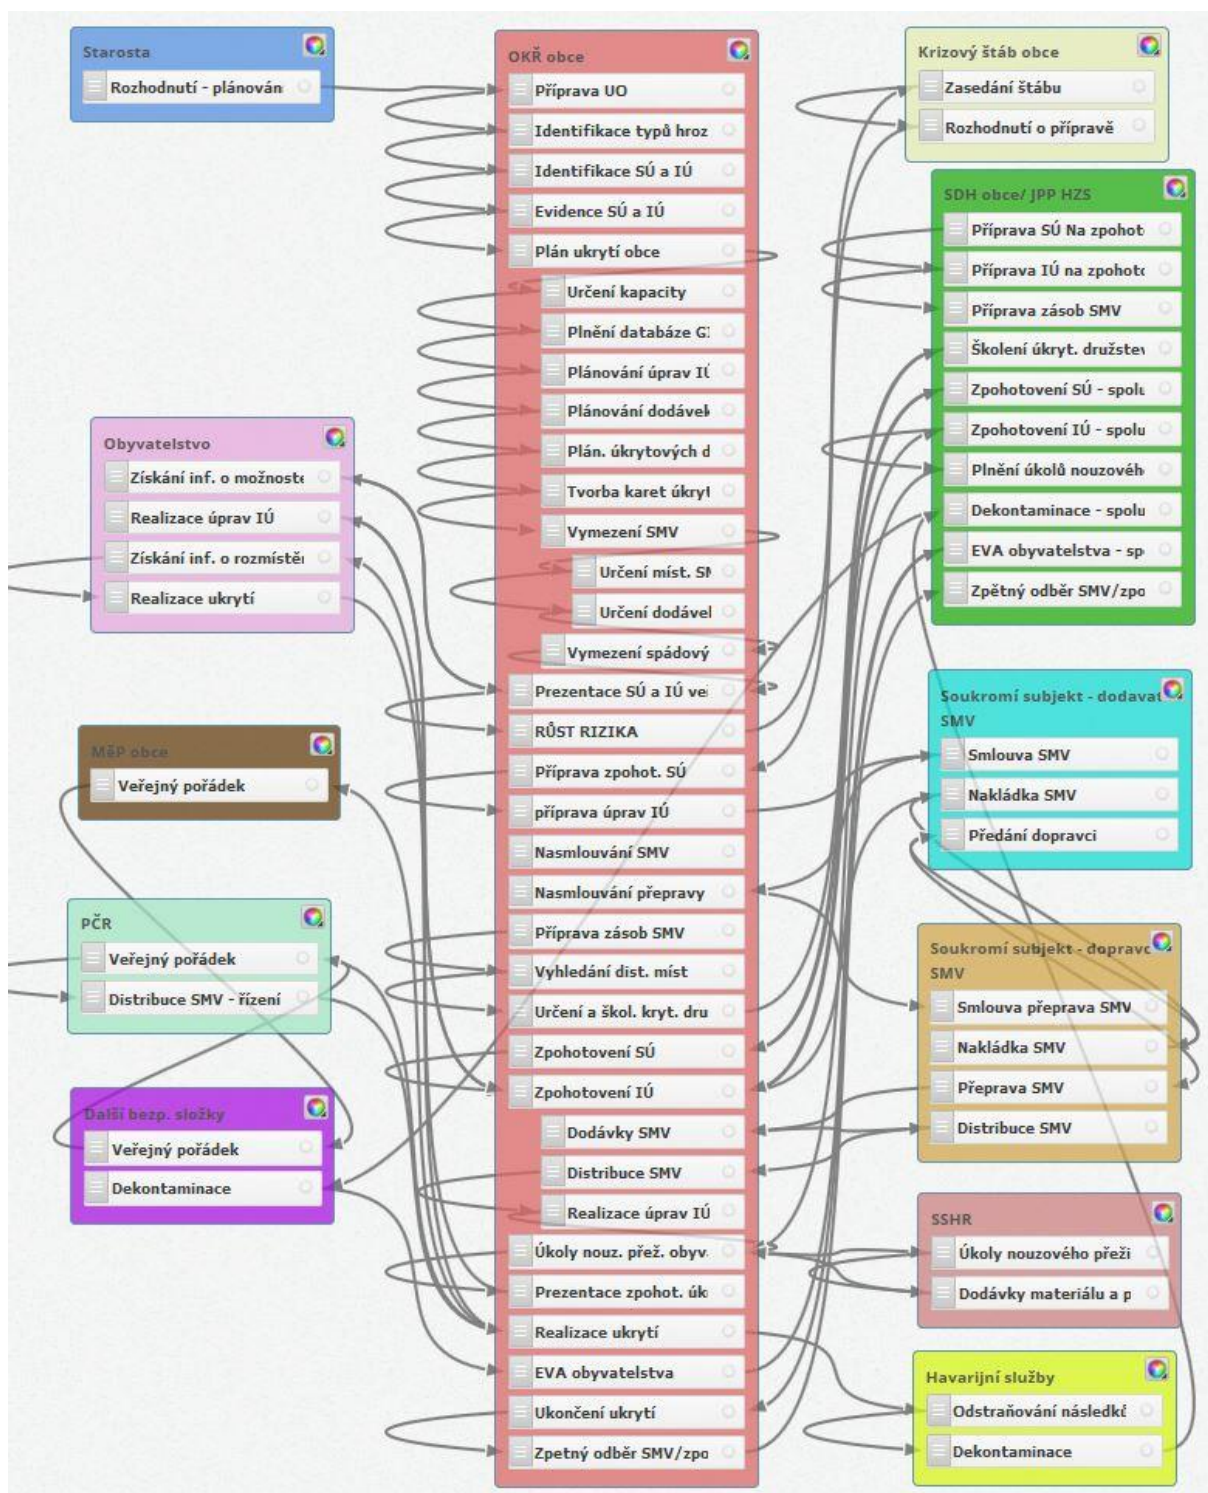 Starosta
Rozhodnutí - plánován
Obyvatelstvo
Získání inf. o možnoste
Realizace úprav IÚ
Získání inf. o rozmístě
Realizace ukrytí
MěP obce
Veřejný pořádek
PČR
Veřejný pořádek
Distribuce SMV - řízení
Další bezp. složky
Veřejný pořádek
Dekontaminace
OKŘ obce
Příprava UO
Identifikace typů hroz
Identifikace SÚ a IÚ
Evidence SÚ a IÚ
Plán ukrytí obce
Určení kapacity
Plnění databáze GI
Plánování úprav IÚ
Plánování dodávek
Plán. úkrytových d
Tvorba karet úkryt
Vymezení SMV
Určení míst. SM
Určení dodável
Vymezení spádový
Prezentace SÚ a IÚ veř
RŮST RIZIKA
Příprava zpohot. SÚ
příprava úprav IÚ
Nasmlouvání SMV
Nasmlouvání přepravy
Příprava zásob SMV
Vyhledání dist. míst
Určení a škol. kryt. dru
Zpohotovení SÚ
Zpohotovení IÚ
Dodávky SMV
Distribuce SMV
Realizace úprav IÚ
Úkoly nouz. přež. obyv.
Prezentace zpohot. úk
Realizace ukrytí
EVA obyvatelstva
Ukončení ukrytí
Zpetný odběr SMV/zpo
Krizový štáb obce
Zasedání štábu
Rozhodnutí o přípravě
SDH obce/ JPP HZS
Příprava SÚ Na zpohot
Příprava IÚ na zpohoto
Příprava zásob SMV
Školení úkryt. družstev
Zpohotovení SÚ - spolu
Zpohotovení IÚ - spolu
Plnění úkolů nouzovéh
Dekontaminace - spolu
EVA obyvatelstva - sp
Zpětný odběr SMV/zpo
Soukromí subjekt - dodavat
SMV
Smlouva SMV
Nakládka SMV
Předání dopravci
Soukromí subjekt - dopravc
SMV
Smlouva přeprava SMV
Nakládka SMV
Přeprava SMV
Distribuce SMV
SSHR
Úkoly nouzového přeži
Dodávky materiálu a p
Havarijní služby
Odstraňování následků
Dekontaminace